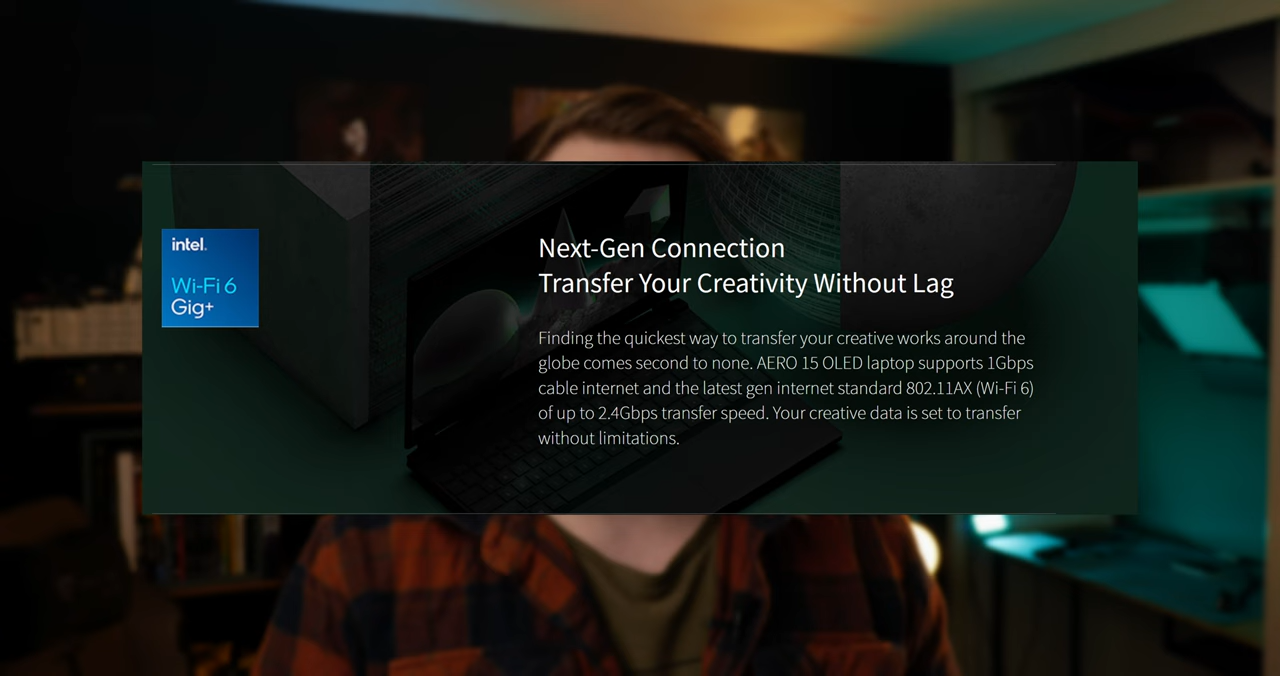 intel.
Wi-Fi 6
Gig+
Next-Gen Connection
Transfer Your Creativity Without Lag
Finding the quickest way to transfer your creative works around the
globe comes second to none. AERO 15 OLED laptop supports 1Gbps
cable internet and the latest gen internet standard 802.11AX (Wi-Fi 6)
of up to 2.4Gbps transfer speed. Your creative data is set to transfer
without limitations.